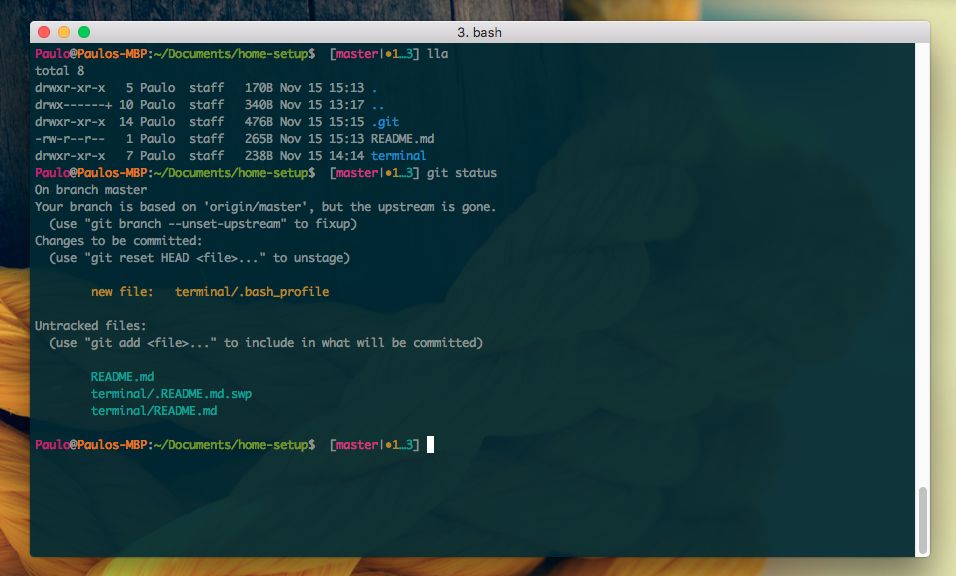 3. bash
Paulo@Paulos-MBP:~/Documents/home-setup$  [master|●1…3] lla
total 8
drwxr-xr-x   5 Paulo  staff   170B Nov 15 15:13 .
drwx------+ 10 Paulo  staff   340B Nov 15 13:17 ..
drwxr-xr-x  14 Paulo  staff   476B Nov 15 15:15 .git
-rw-r--r--   1 Paulo  staff   265B Nov 15 15:13 README.md
drwxr-xr-x   7 Paulo  staff   238B Nov 15 14:14 terminal
Paulo@Paulos-MBP:~/Documents/home-setup$  [master|●1…3] git status
On branch master
Your branch is based on 'origin/master', but the upstream is gone.
  (use "git branch --unset-upstream" to fixup)
Changes to be committed:
  (use "git reset HEAD <file>..." to unstage)
        new file:   terminal/.bash_profile
Untracked files:
  (use "git add <file>..." to include in what will be committed)
        README.md
        terminal/.README.md.swp
        terminal/README.md
Paulo@Paulos-MBP:~/Documents/home-setup$  [master|●1…3]